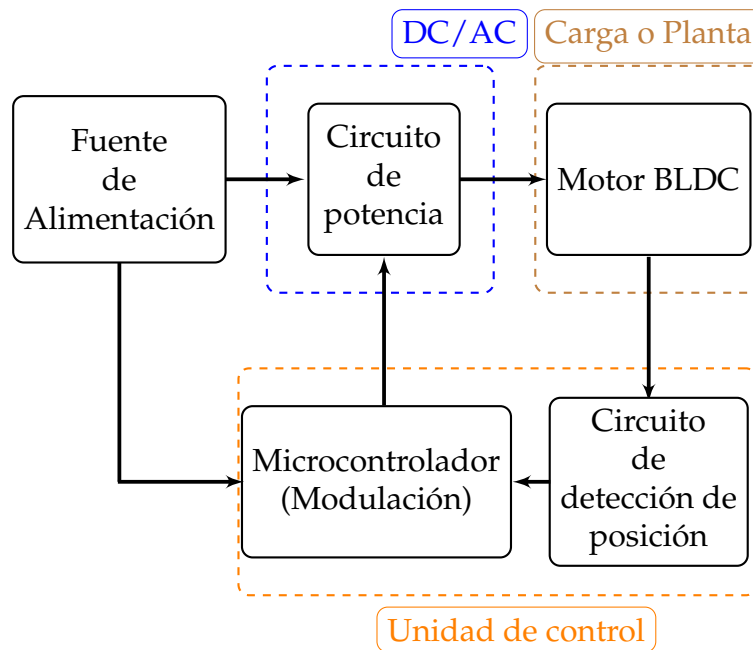 DC/AC
Carga o Planta
Fuente
de
Alimentación
Circuito
de
potencia
Motor BLDC
Microcontrolador
(Modulación)
Circuito
de
detección de
posición
Unidad de control